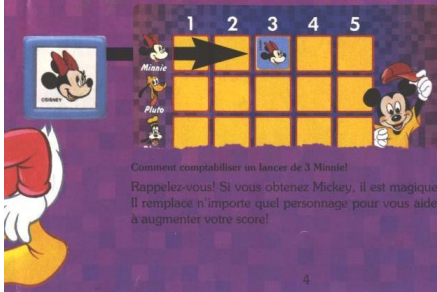 1 2 3 4 5
Minnie
©DISNEY
Pluto
Comment comptabiliser un lancer de 3 Minnie!
Rappelez-vous! Si vous obtenez Mickey, il est magique
Il remplace n'importe quel personnage pour vous aide
à augmenter votre score!
4